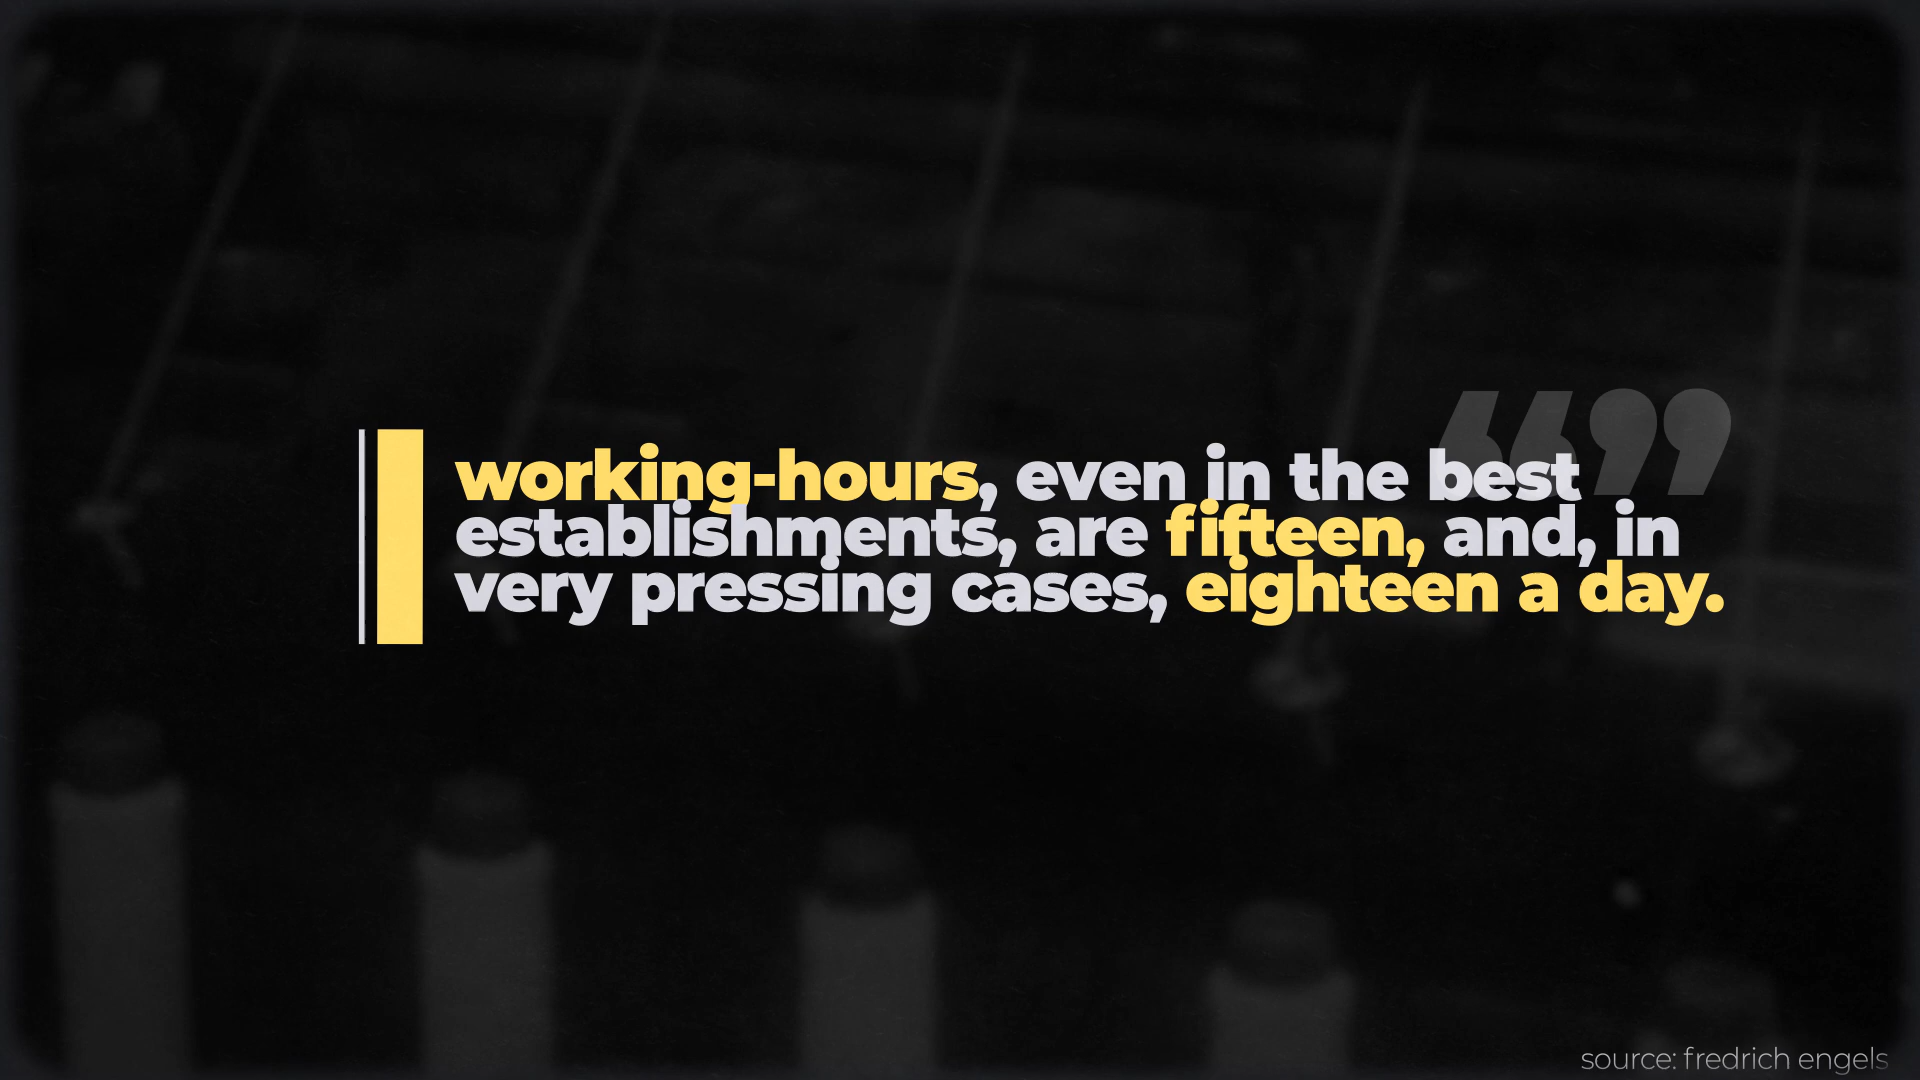 working-hours, even in the best
establishments, are fifteen, and, in
very pressing cases, eighteen a day.
“”
source: fredrich engels